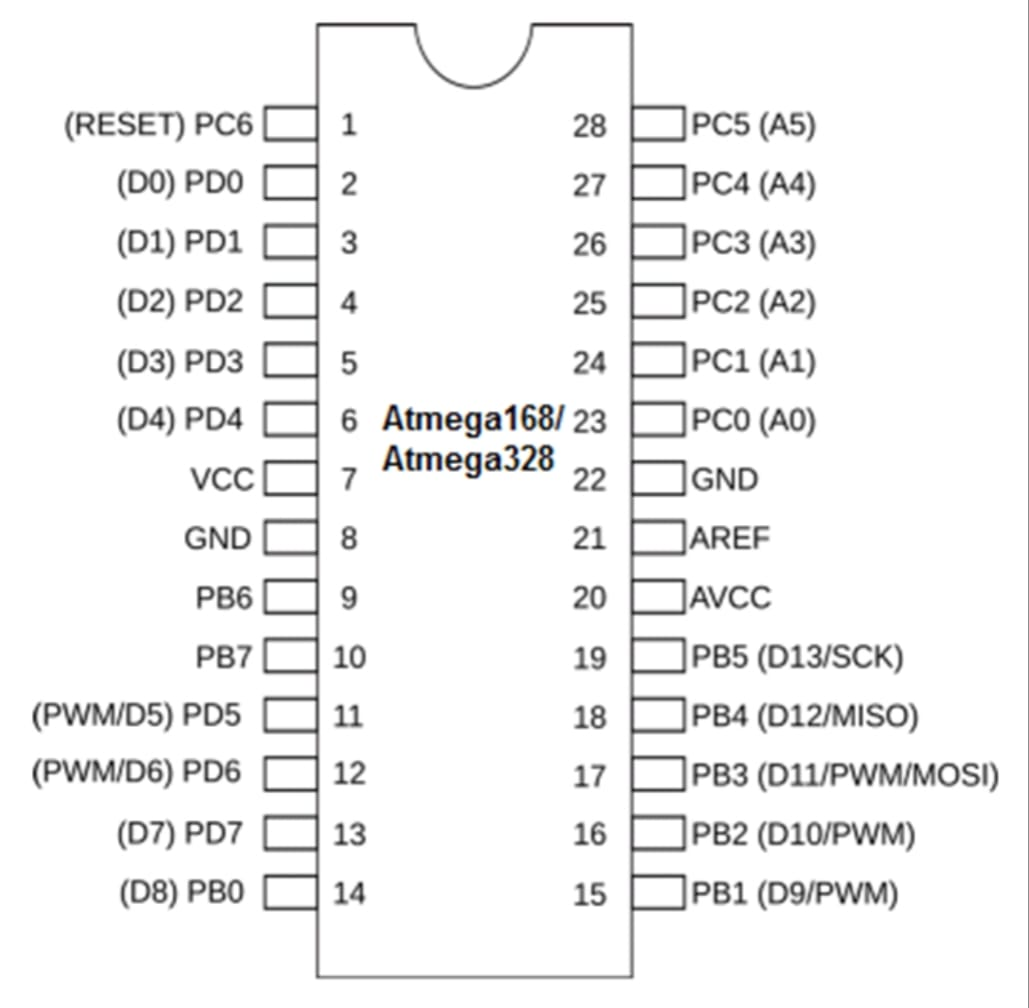 (RESET) PC6 1 28 PC5 (A5)
(D0) PD0 2 27 PC4 (A4)
(D1) PD1 3 26 PC3 (A3)
(D2) PD2 4 25 PC2 (A2)
(D3) PD3 5 24 PC1 (A1)
(D4) PD4 6 Atmega168/ 23 PC0 (A0)
Atmega328
VCC 7 22 GND
GND 8 21 AREF
PB6 9 20 AVCC
PB7 10 19 PB5 (D13/SCK)
(PWM/D5) PD5 11 18 PB4 (D12/MISO)
(PWM/D6) PD6 12 17 PB3 (D11/PWM/MOSI)
(D7) PD7 13 16 PB2 (D10/PWM)
(D8) PB0 14 15 PB1 (D9/PWM)